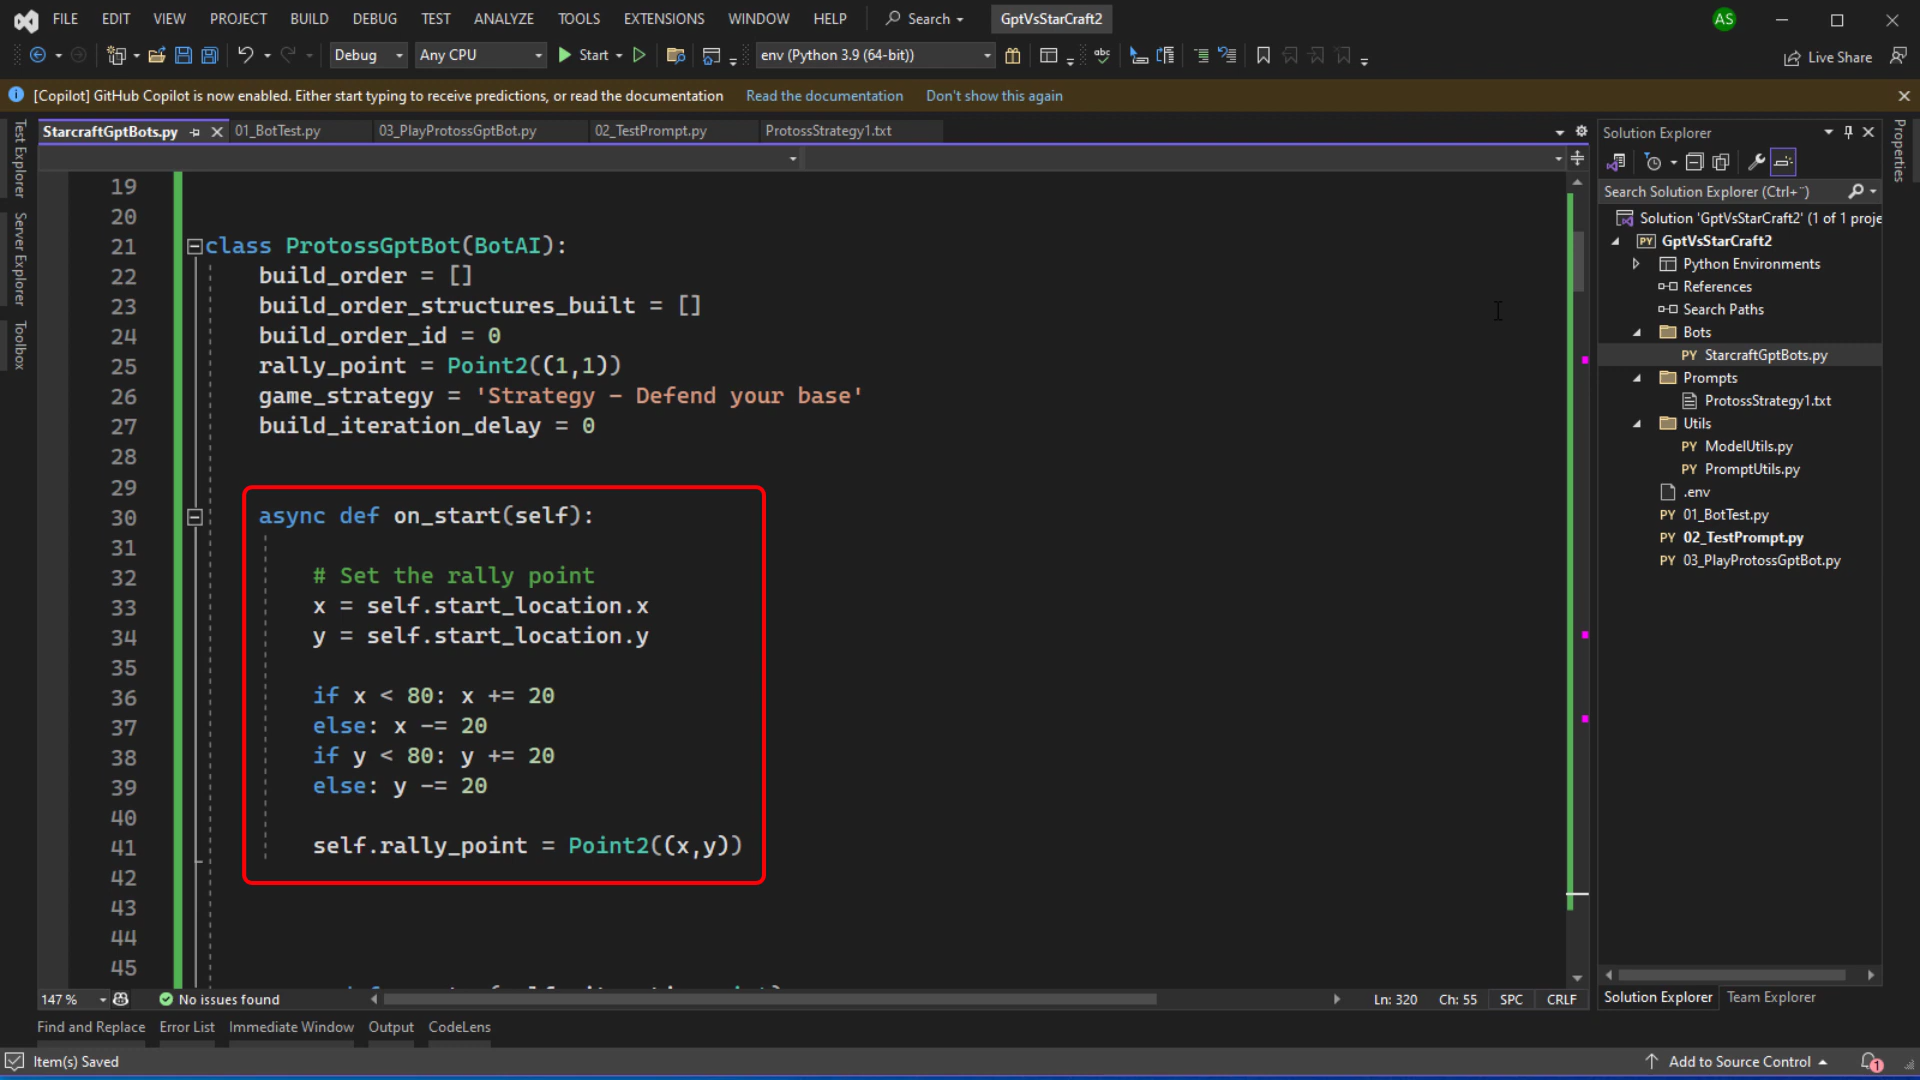 FILE EDIT VIEW PROJECT BUILD DEBUG TEST ANALYZE TOOLS EXTENSIONS WINDOW HELP Search GptVsStarCraft2 AS
Debug Any CPU Start env (Python 3.9 (64-bit)) abc Live Share
[Copilot] GitHub Copilot is now enabled. Either start typing to receive predictions, or read the documentation Read the documentation Don't show this again
StarcraftGptBots.py 01_BotTest.py 03_PlayProtossGptBot.py 02_TestPrompt.py ProtossStrategy1.txt
Test Explorer
Server Explorer
Toolbox
19
20
21 class ProtossGptBot(BotAI):
22 build_order = []
23 build_order_structures_built = []
24 build_order_id = 0
25 rally_point = Point2((1,1))
26 game_strategy = 'Strategy - Defend your base'
27 build_iteration_delay = 0
28
29
30 async def on_start(self):
31
32 # Set the rally point
33 x = self.start_location.x
34 y = self.start_location.y
35
36 if x < 80: x += 20
37 else: x -= 20
38 if y < 80: y += 20
39 else: y -= 20
40
41 self.rally_point = Point2((x,y))
42
43
44
45
147 % No issues found Ln: 320 Ch: 55 SPC CRLF
Solution Explorer
Search Solution Explorer (Ctrl+¨)
Solution 'GptVsStarCraft2' (1 of 1 proje
PY GptVsStarCraft2
Python Environments
References
Search Paths
Bots
PY StarcraftGptBots.py
Prompts
ProtossStrategy1.txt
Utils
PY ModelUtils.py
PY PromptUtils.py
.env
PY 01_BotTest.py
PY 02_TestPrompt.py
PY 03_PlayProtossGptBot.py
Solution Explorer Team Explorer
Properties
Find and Replace Error List Immediate Window Output CodeLens
Item(s) Saved Add to Source Control 1